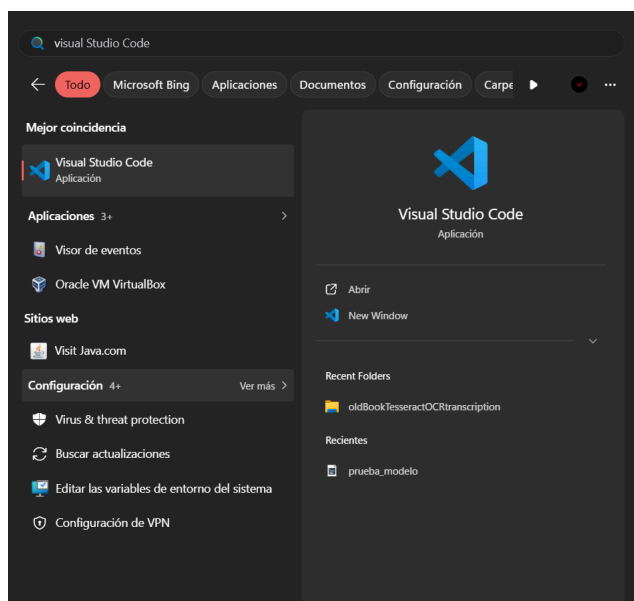 visual Studio Code
Todo Microsoft Bing Aplicaciones Documentos Configuración Carpe
Mejor coincidencia
Visual Studio Code
Aplicación
Aplicaciones 3+
Visor de eventos
Oracle VM VirtualBox
Sitios web
Visit Java.com
Configuración 4+ Ver más
Virus & threat protection
Buscar actualizaciones
Editar las variables de entorno del sistema
Configuración de VPN
Visual Studio Code
Aplicación
Abrir
New Window
Recent Folders
oldBookTesseractOCRtranscription
Recientes
prueba_modelo